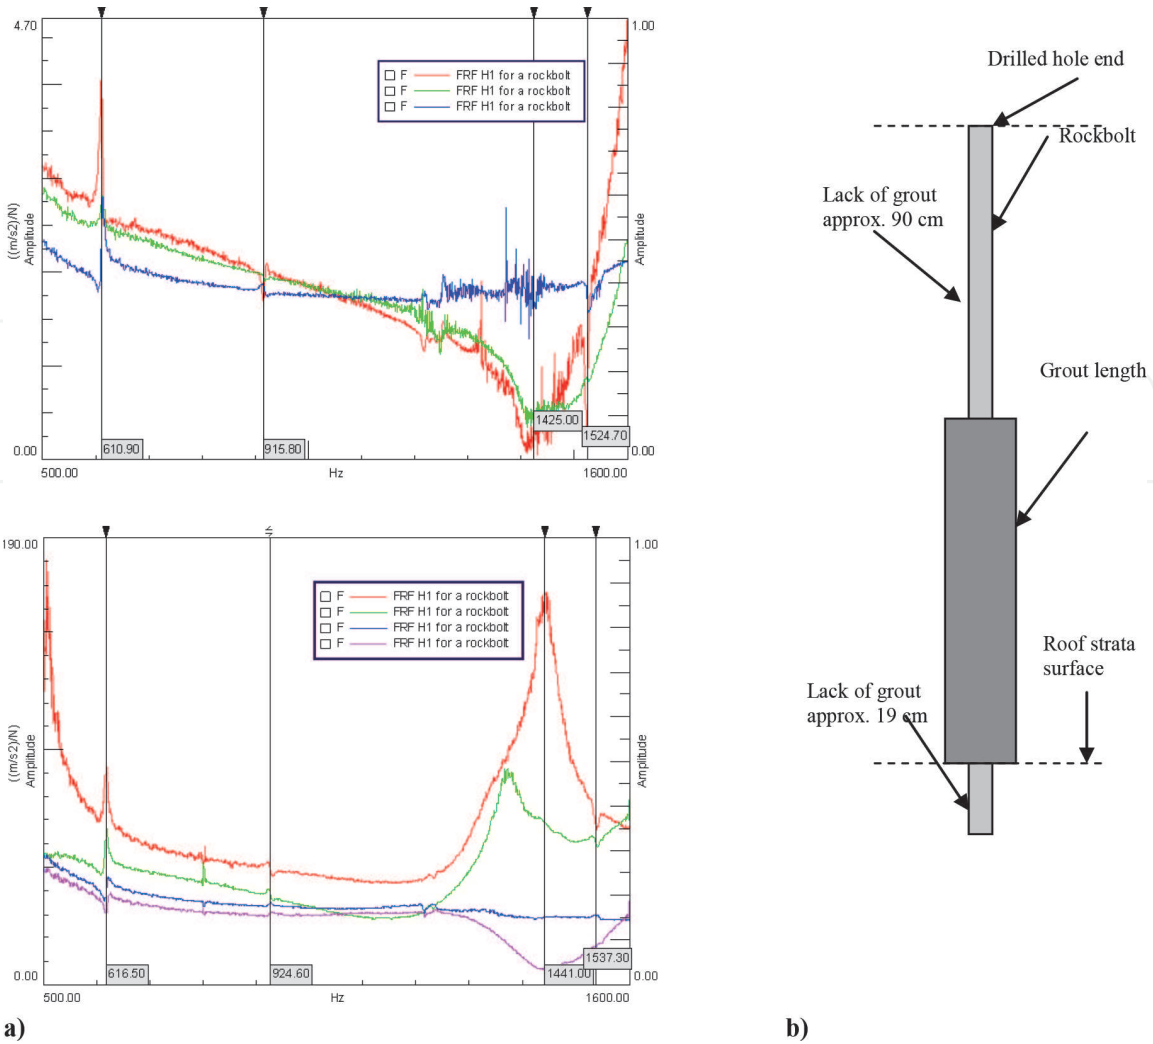 4.70
1.00
F FRF H1 for a rockbolt
F FRF H1 for a rockbolt
F FRF H1 for a rockbolt
((m/s2)/N)
Amplitude
Amplitude
1425.00
1524.70
610.90
915.80
0.00
0.00
500.00
Hz
1600.00
190.00
1.00
F FRF H1 for a rockbolt
F FRF H1 for a rockbolt
F FRF H1 for a rockbolt
F FRF H1 for a rockbolt
((m/s2)/N)
Amplitude
Amplitude
1537.30
616.50
924.60
1441.00
0.00
0.00
500.00
Hz
1600.00
a)
Drilled hole end
Rockbolt
Lack of grout
approx. 90 cm
Grout length
Roof strata
surface
Lack of grout
approx. 19 cm
b)